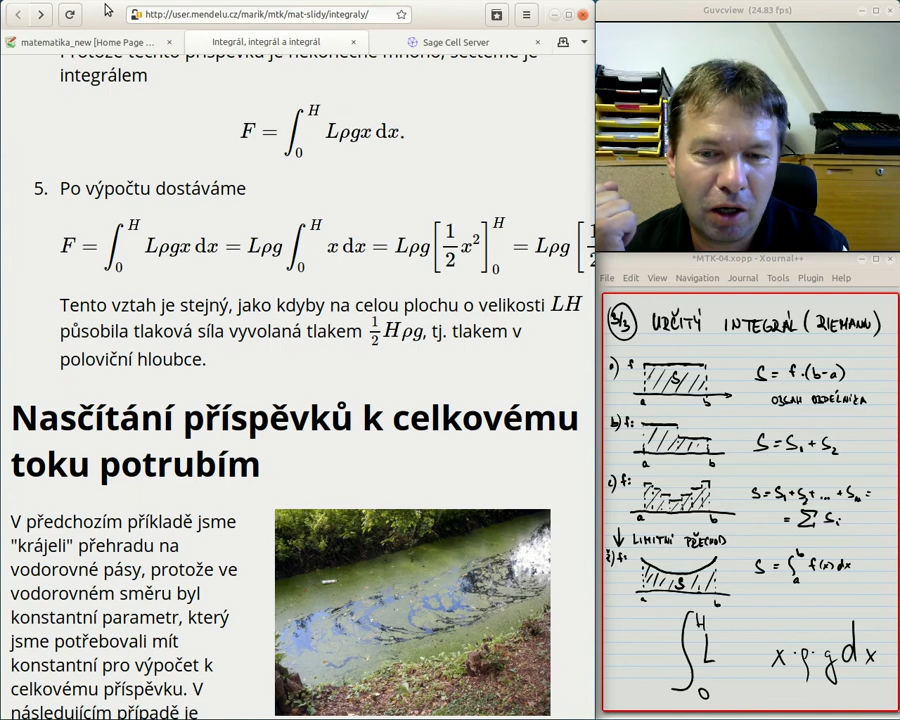 http://user.mendelu.cz/marik/mtk/mat-slidy/integraly/
matematika_new [Home Page ...
Integrál, integrál a integrál
Sage Cell Server
integrálem
F = ∫₀ᴴ Lρgx dx.
5. Po výpočtu dostáváme
F = ∫₀ᴴ Lρgx dx = Lρg ∫₀ᴴ x dx = Lρg [1/2 x²]₀ᴴ = Lρg [
Tento vztah je stejný, jako kdyby na celou plochu o velikosti LH
působila tlaková síla vyvolaná tlakem 1/2 Hρg, tj. tlakem v
poloviční hloubce.
Nasčítání příspěvků k celkovému
toku potrubím
V předchozím příkladě jsme
"krájeli" přehradu na
vodorovné pásy, protože ve
vodorovném směru byl
konstantní parametr, který
jsme potřebovali mít
konstantní pro výpočet k
celkovému příspěvku. V
následujícím případě je
Guvcview (24.83 fps)
*MTK-04.xopp - Xournal++
File Edit View Navigation Journal Tools Plugin Help
3/3 URČITÝ INTEGRÁL (RIEMANN)
a) f
S
a b
S = f·(b-a)
OBSAH OBDÉLNÍKA
b) f:
a b
S = S₁ + S₂
c) f:
a b
S = S₁ + S₂ + ... + Sₙ =
= ∑ Sᵢ
↓ LIMITNÍ PŘECHOD
f:
S
a b
S = ∫ₐᵇ f(x) dx
∫₀ᴴ L x·ρ·g dx